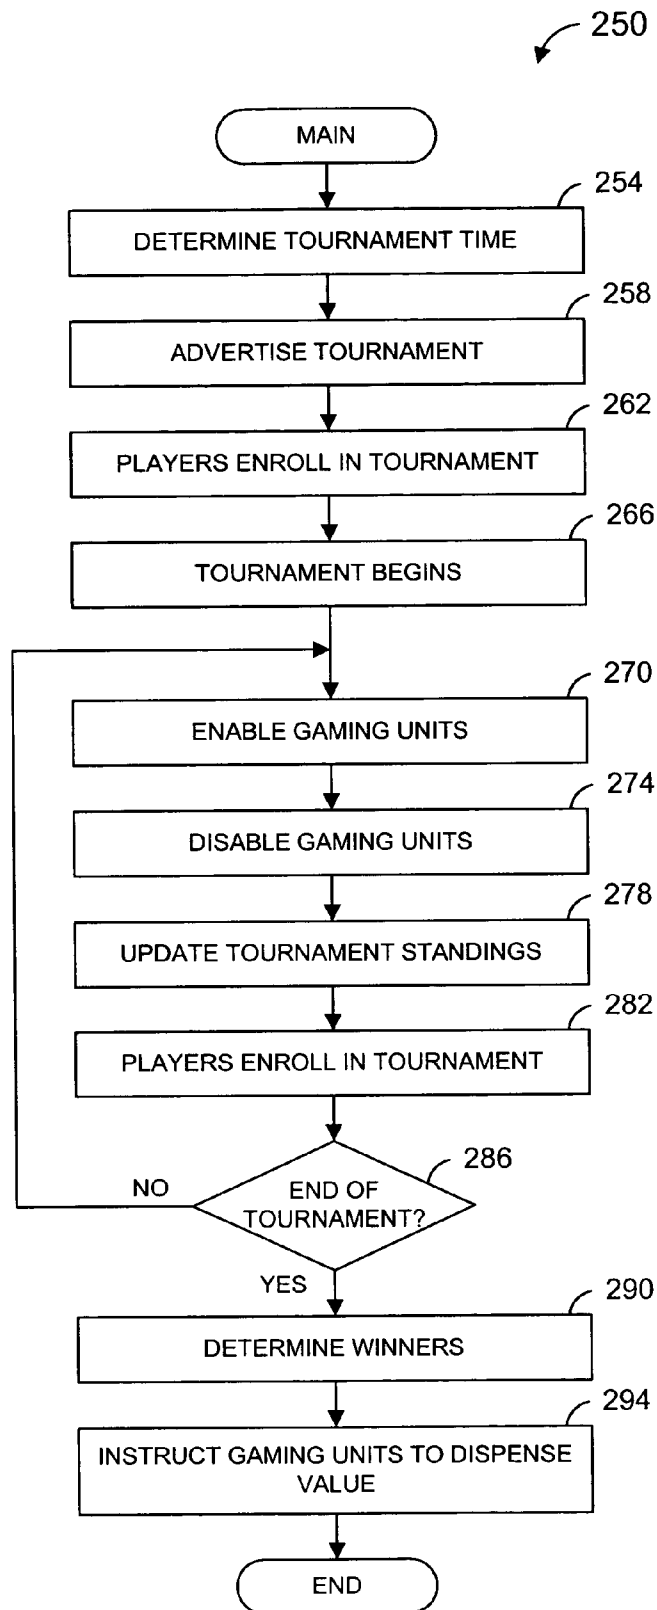 250
MAIN
254
DETERMINE TOURNAMENT TIME
258
ADVERTISE TOURNAMENT
262
PLAYERS ENROLL IN TOURNAMENT
266
TOURNAMENT BEGINS
270
ENABLE GAMING UNITS
274
DISABLE GAMING UNITS
278
UPDATE TOURNAMENT STANDINGS
282
PLAYERS ENROLL IN TOURNAMENT
286
NO
END OF
TOURNAMENT?
YES
290
DETERMINE WINNERS
294
INSTRUCT GAMING UNITS TO DISPENSE
VALUE
END